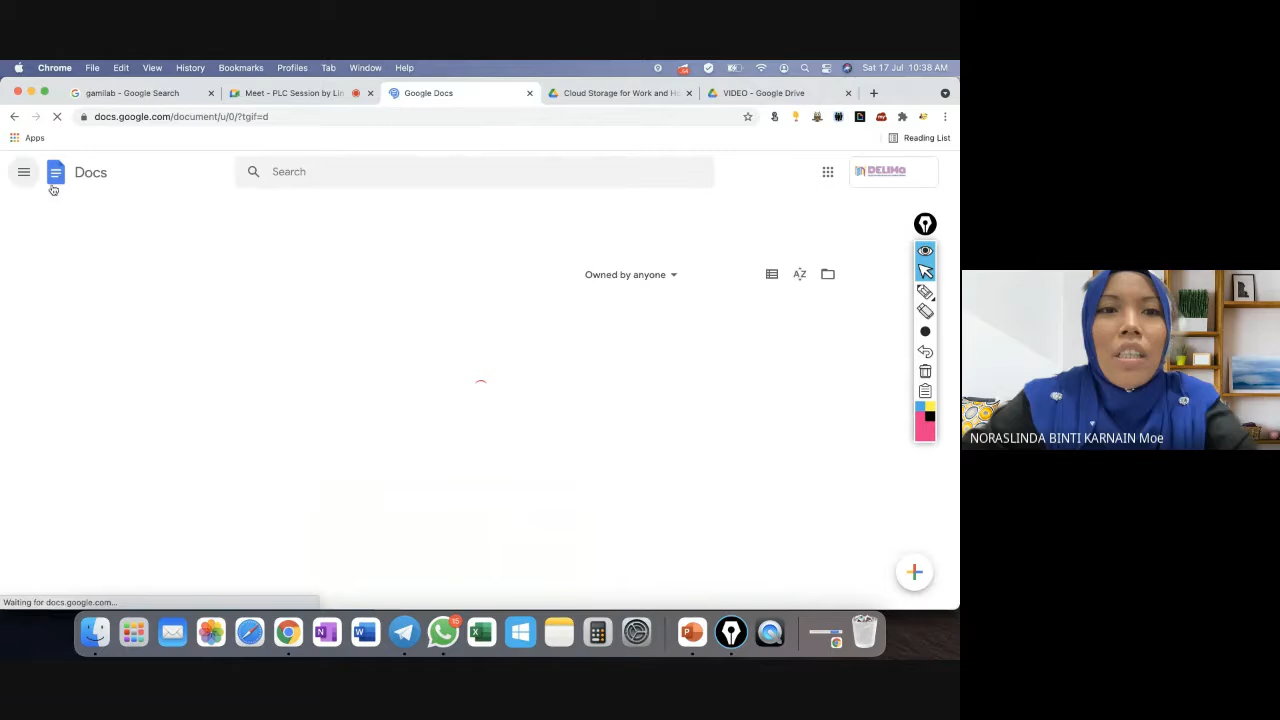 Chrome File Edit View History Bookmarks Profiles Tab Window Help Sat 17 Jul 10:38 AM
gamilab - Google Search Meet - PLC Session by Lin Google Docs Cloud Storage for Work and Ho VIDEO - Google Drive
docs.google.com/document/u/0/?tgif=d
Apps Reading List
Docs Search DELIMa
Owned by anyone
AZ
NORASLINDA BINTI KARNAIN Moe
Waiting for docs.google.com...
15